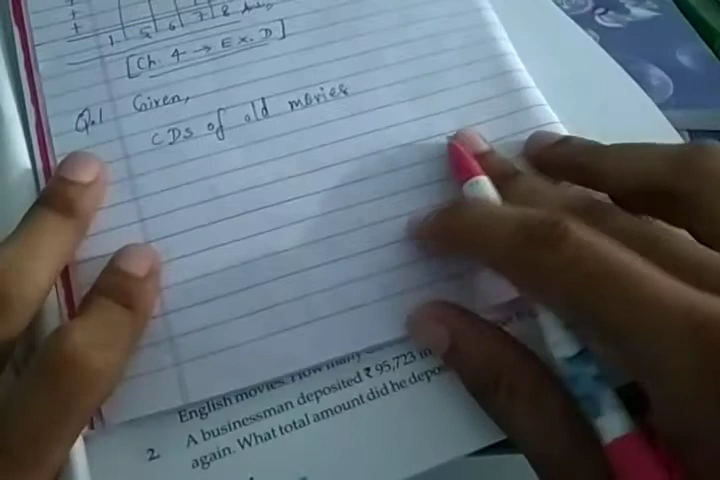 1 5 6 7 8
[Ch. 4 → Ex. D]
Q.1 Given,
CDs of old movies
English movies. How many
2 A businessman deposited ₹ 95,723 in
again. What total amount did he depos